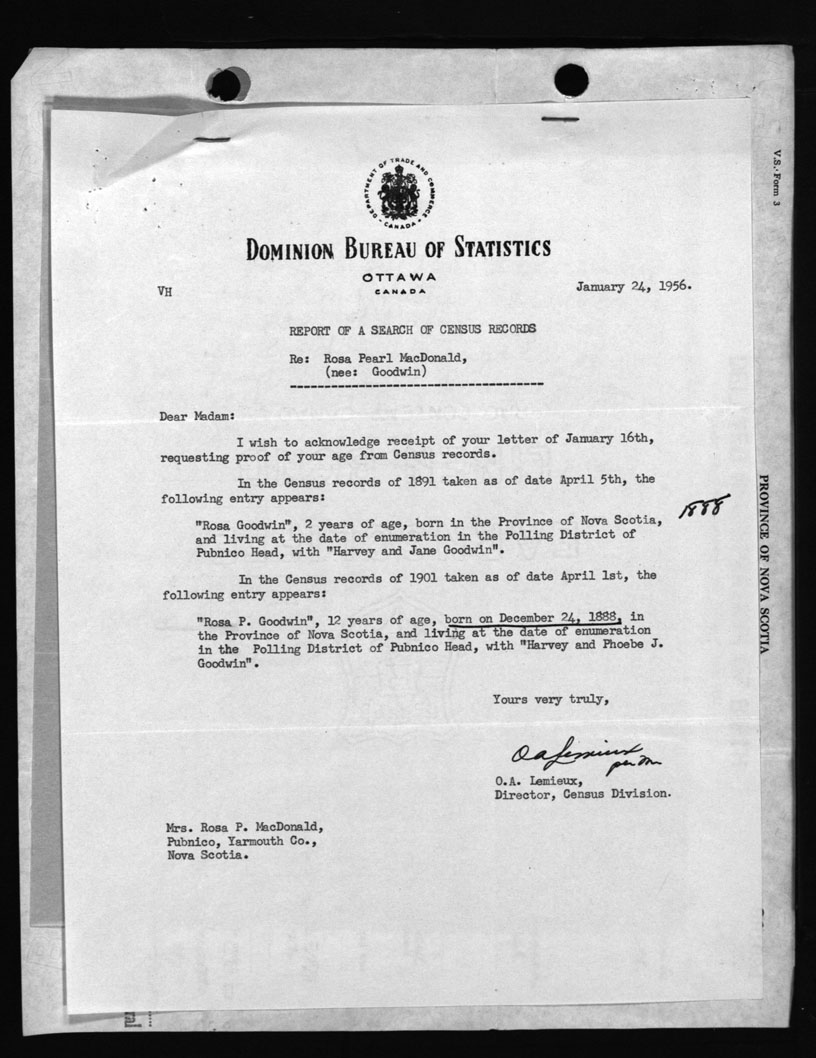 V.S. Form 3
DEPARTMENT OF TRADE AND COMMERCE
CANADA
DOMINION BUREAU OF STATISTICS
OTTAWA
CANADA
VH
January 24, 1956.
REPORT OF A SEARCH OF CENSUS RECORDS
Re: Rosa Pearl MacDonald,
(nee: Goodwin)
Dear Madam:
I wish to acknowledge receipt of your letter of January 16th,
requesting proof of your age from Census records.
In the Census records of 1891 taken as of date April 5th, the
following entry appears:
1888
"Rosa Goodwin", 2 years of age, born in the Province of Nova Scotia,
and living at the date of enumeration in the Polling District of
Pubnico Head, with "Harvey and Jane Goodwin".
In the Census records of 1901 taken as of date April 1st, the
following entry appears:
"Rosa P. Goodwin", 12 years of age, born on December 24, 1888, in
the Province of Nova Scotia, and living at the date of enumeration
in the Polling District of Pubnico Head, with "Harvey and Phoebe J.
Goodwin".
PROVINCE OF NOVA SCOTIA
Yours very truly,
O A Lemieux
O.A. Lemieux,
Director, Census Division.
Mrs. Rosa P. MacDonald,
Pubnico, Yarmouth Co.,
Nova Scotia.